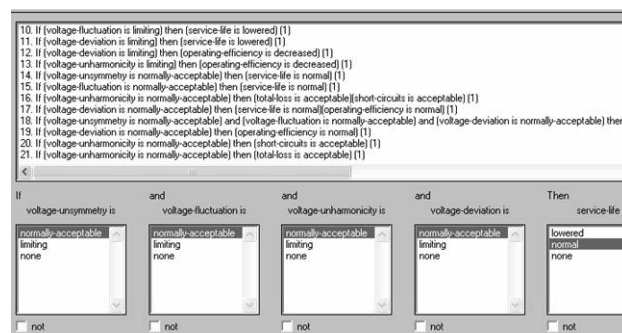 10. If (voltage-fluctuation is limiting) then (service-life is lowered) (1)
11. If (voltage-deviation is limiting) then (service-life is lowered) (1)
12. If (voltage-deviation is limiting) then (operating-efficiency is decreased) (1)
13. If (voltage-unharmonicity is limiting) then (operating-efficiency is decreased) (1)
14. If (voltage-unsymmetry is normally-acceptable) then (service-life is normal) (1)
15. If (voltage-fluctuation is normally-acceptable) then (service-life is normal) (1)
16. If (voltage-unharmonicity is normally-acceptable) then (total-loss is acceptable)(short-circuits is acceptable) (1)
17. If (voltage-deviation is normally-acceptable) then (service-life is normal)(operating-efficiency is normal) (1)
18. If (voltage-unsymmetry is normally-acceptable) and (voltage-fluctuation is normally-acceptable) and (voltage-deviation is normally-acceptable) then
19. If (voltage-deviation is normally-acceptable) then (operating-efficiency is normal) (1)
20. If (voltage-unharmonicity is normally-acceptable) then (short-circuits is acceptable) (1)
21. If (voltage-unharmonicity is normally-acceptable) then (total-loss is acceptable) (1)
If and and and Then
voltage-unsymmetry is voltage-fluctuation is voltage-unharmonicity is voltage-deviation is service-life
normally-acceptable normally-acceptable normally-acceptable normally-acceptable lowered
limiting limiting limiting limiting normal
none none none none none
not not not not not